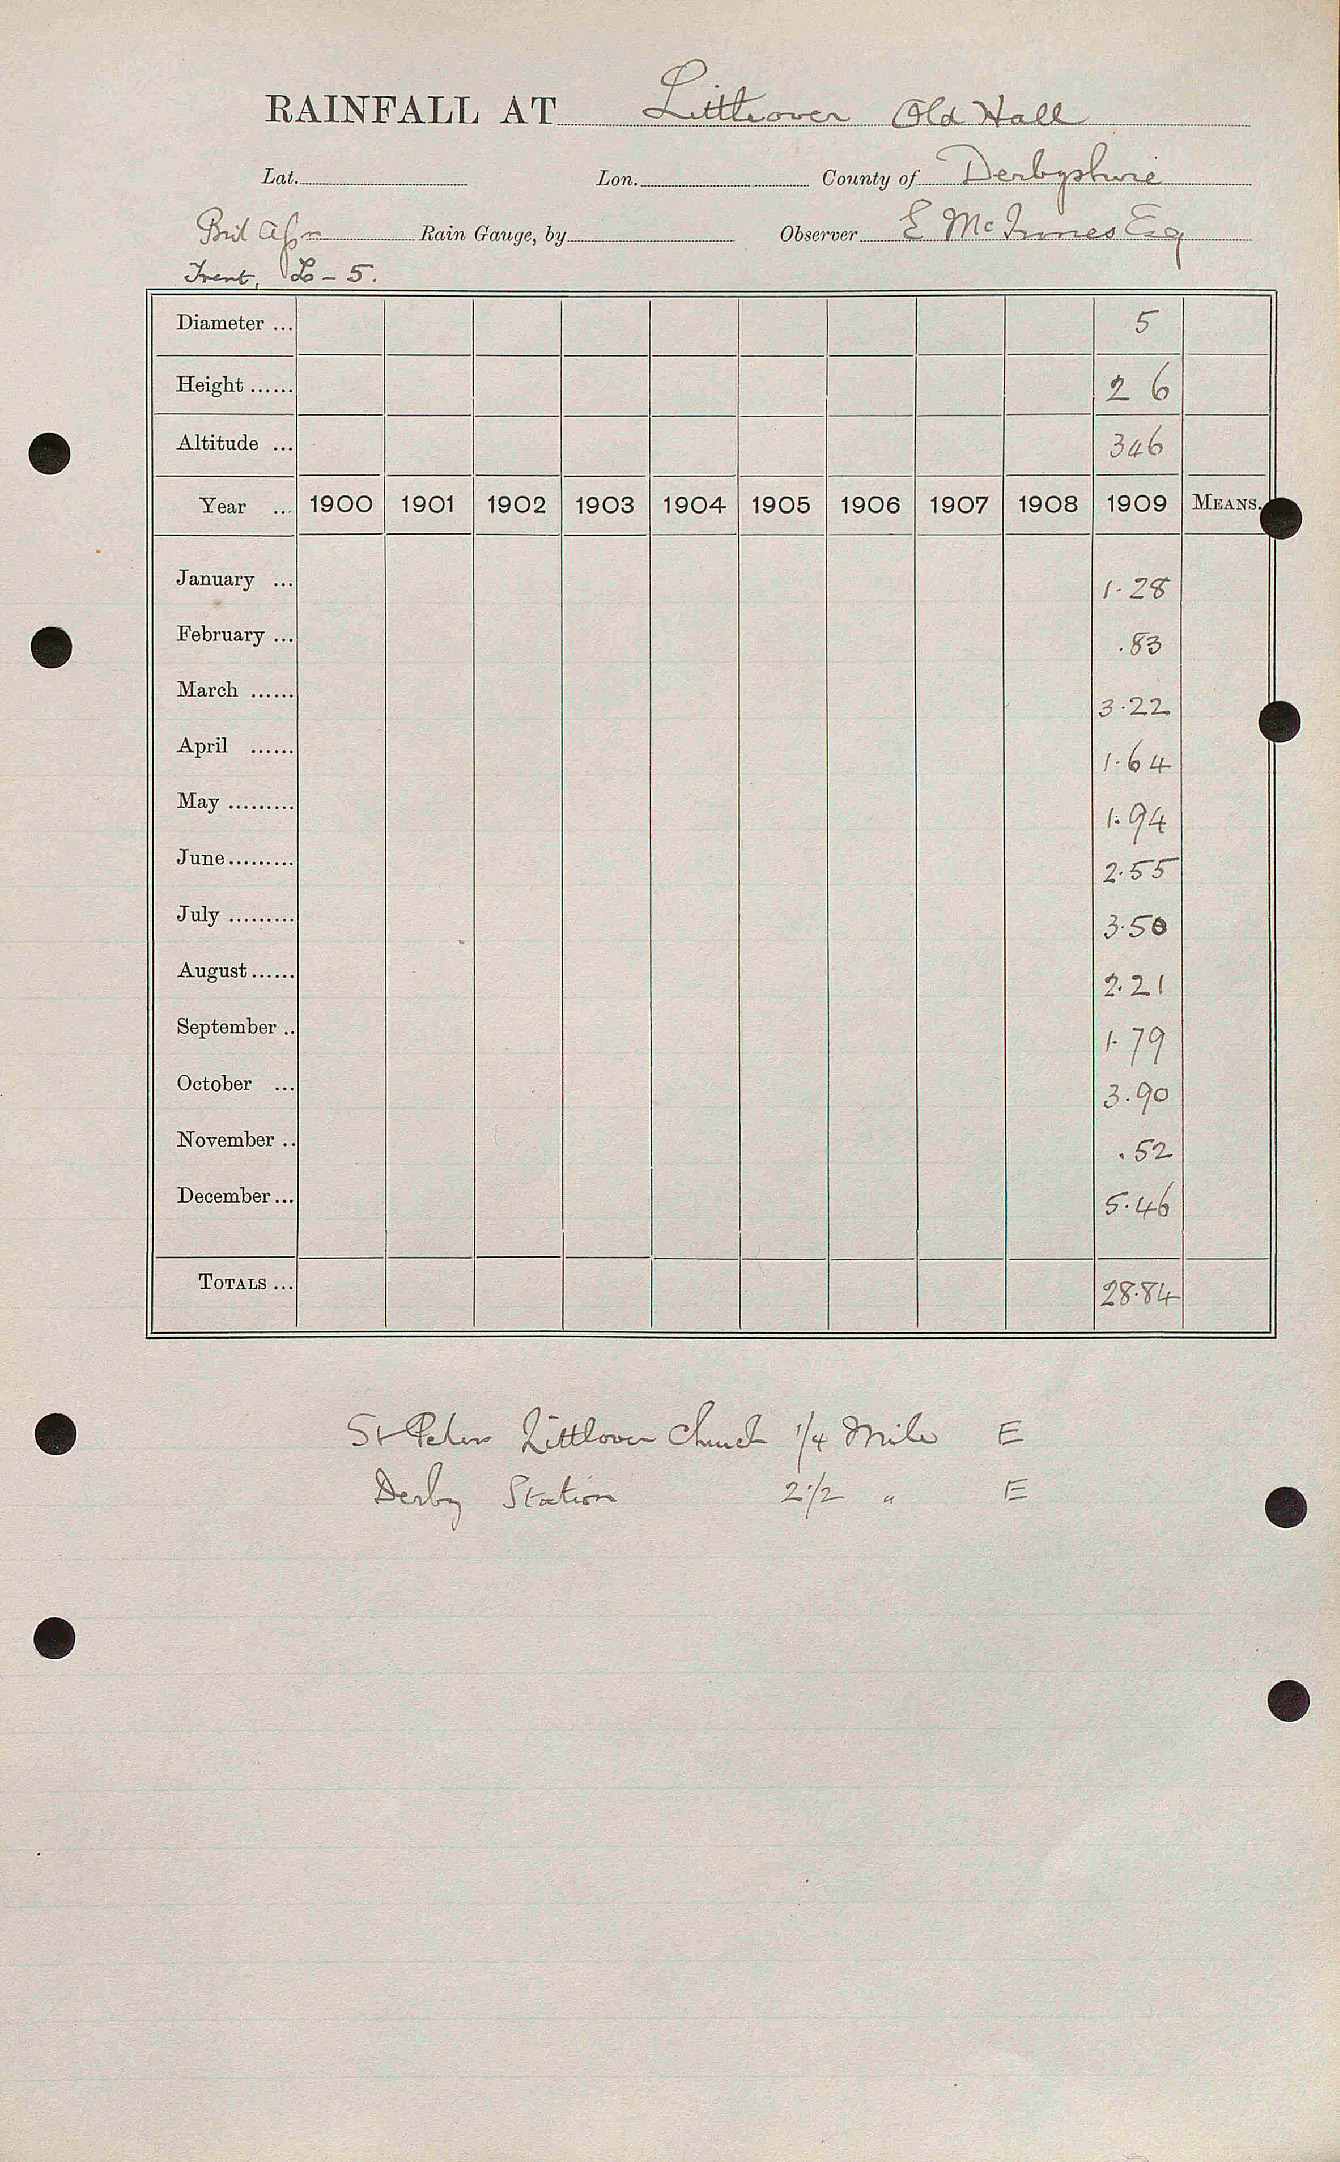 RAINFALL AT Littleover Old Hall
Lat. Lon. County of Derbyshire
Brit Assn Rain Gauge, by Observer E McInnes Esq
Trent, L - 5.
Diameter ... 5
Height ...... 2 6
Altitude ... 346
Year ... 1900 1901 1902 1903 1904 1905 1906 1907 1908 1909 MEANS.
January ... 1.28
February ... .83
March ...... 3.22
April ...... 1.64
May ......... 1.94
June ......... 2.55
July ......... 3.50
August ...... 2.21
September .. 1.79
October ... 3.90
November .. .52
December ... 5.46
TOTALS ... 28.84
St Peters Littlover Church 1/4 Mile E
Derby Station 2 1/2 " E